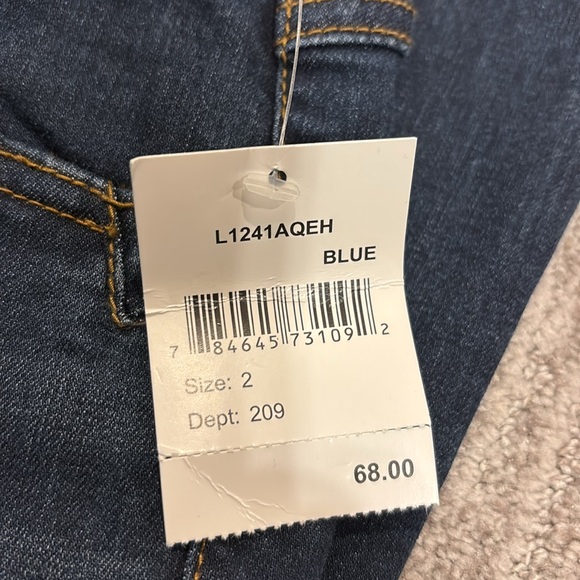 L1241AQEH
BLUE
7 84645 73109 2
Size: 2
Dept: 209
68.00